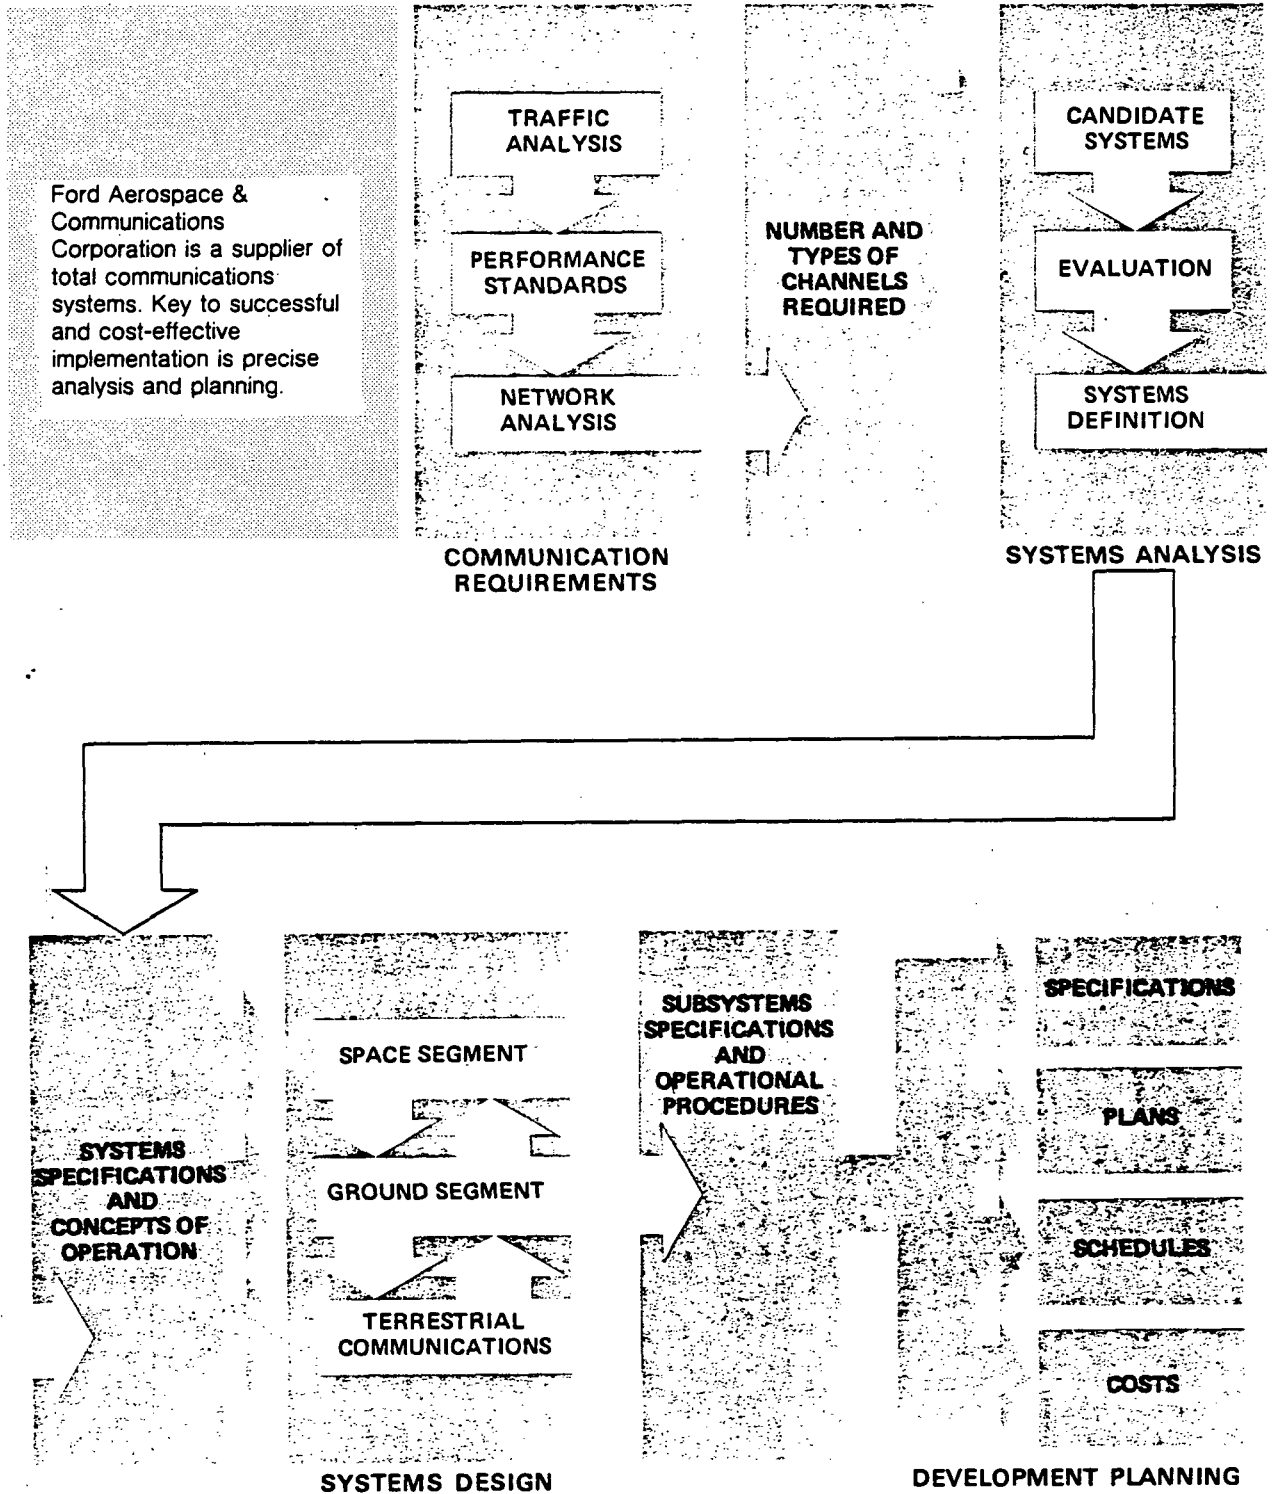 Ford Aerospace &
Communications
Corporation is a supplier of
total communications
systems. Key to successful
and cost-effective
implementation is precise
analysis and planning.
TRAFFIC
ANALYSIS
PERFORMANCE
STANDARDS
NETWORK
ANALYSIS
COMMUNICATION
REQUIREMENTS
NUMBER AND
TYPES OF
CHANNELS
REQUIRED
CANDIDATE
SYSTEMS
EVALUATION
SYSTEMS
DEFINITION
SYSTEMS ANALYSIS
SYSTEMS
SPECIFICATIONS
AND
CONCEPTS OF
OPERATION
SPACE SEGMENT
GROUND SEGMENT
TERRESTRIAL
COMMUNICATIONS
SYSTEMS DESIGN
SUBSYSTEMS
SPECIFICATIONS
AND
OPERATIONAL
PROCEDURES
SPECIFICATIONS
PLANS
SCHEDULES
COSTS
DEVELOPMENT PLANNING